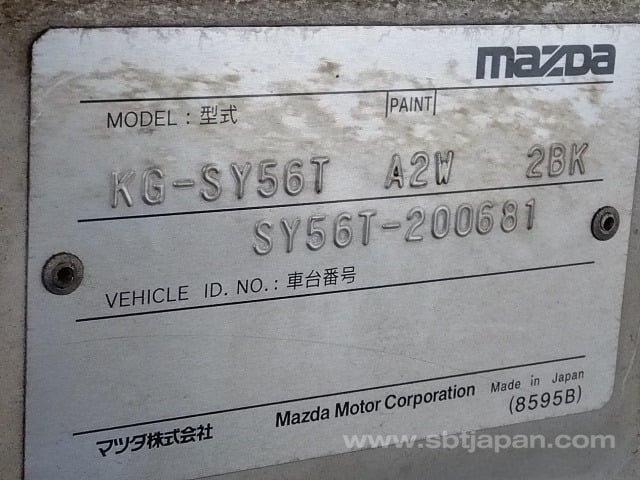 mazda
MODEL : 型式 PAINT
KG-SY56T A2W 2BK
SY56T-200681
VEHICLE ID. NO. : 車台番号
マツダ株式会社 Mazda Motor Corporation Made in Japan
(8595B)
www.sbtjapan.com